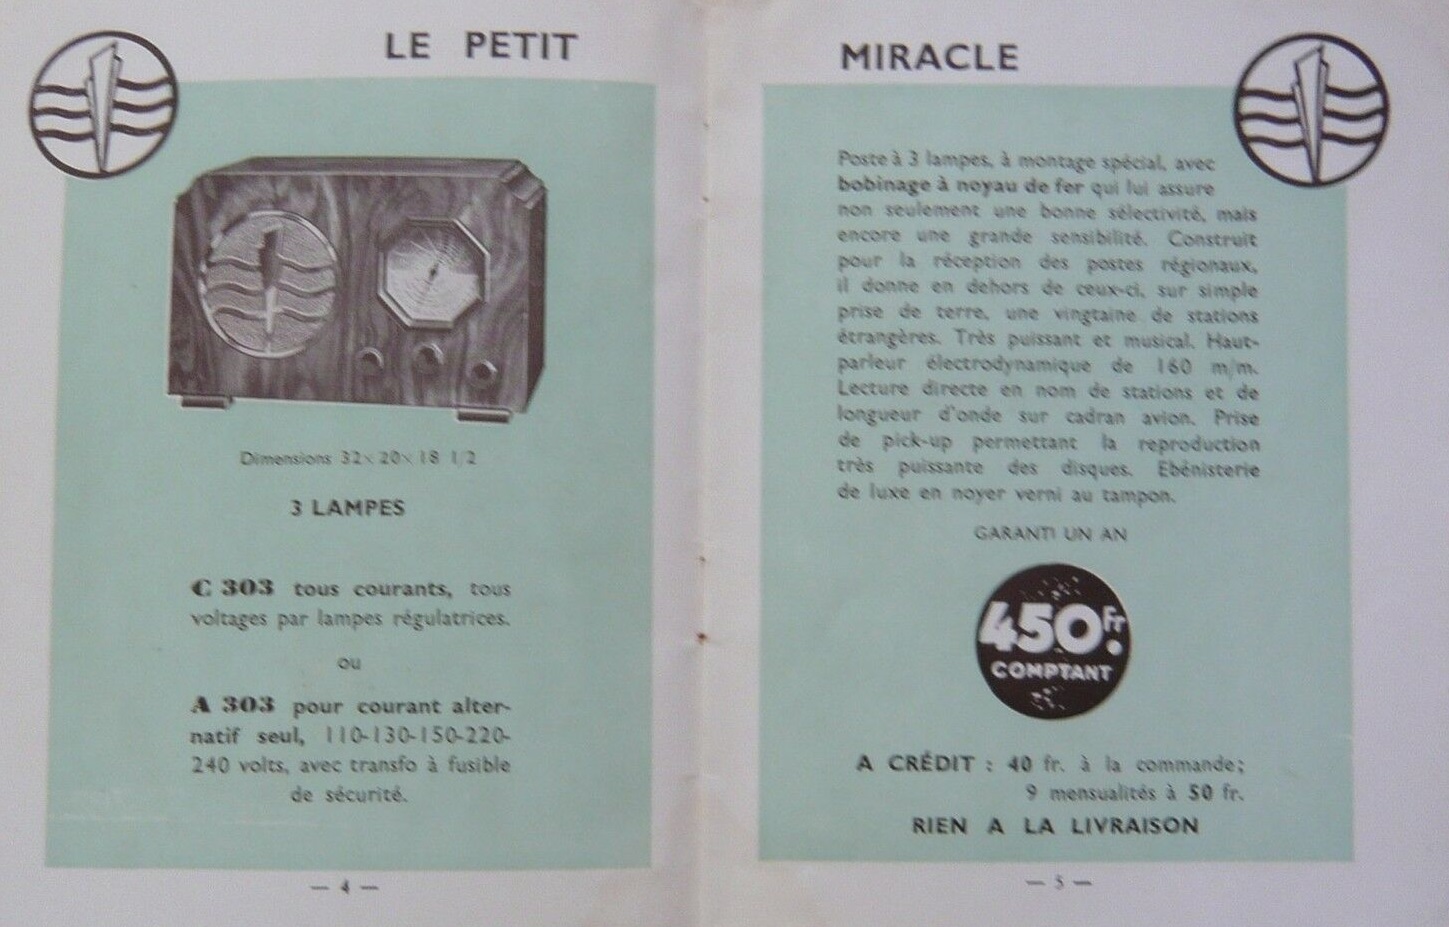 LE PETIT
Dimensions 32×20×18 1/2
3 LAMPES
C 303 tous courants, tous
voltages par lampes régulatrices.
ou
A 303 pour courant alter-
natif seul, 110-130-150-220-
240 volts, avec transfo à fusible
de sécurité.
— 4 —
MIRACLE
Poste à 3 lampes, à montage spécial, avec
bobinage à noyau de fer qui lui assure
non seulement une bonne sélectivité, mais
encore une grande sensibilité. Construit
pour la réception des postes régionaux,
il donne en dehors de ceux-ci, sur simple
prise de terre, une vingtaine de stations
étrangères. Très puissant et musical. Haut-
parleur électrodynamique de 160 m/m.
Lecture directe en nom de stations et de
longueur d'onde sur cadran avion. Prise
de pick-up permettant la reproduction
très puissante des disques. Ebénisterie
de luxe en noyer verni au tampon.
GARANTI UN AN
450 Fr.
COMPTANT
A CRÉDIT : 40 fr. à la commande;
9 mensualités à 50 fr.
RIEN A LA LIVRAISON
— 5 —